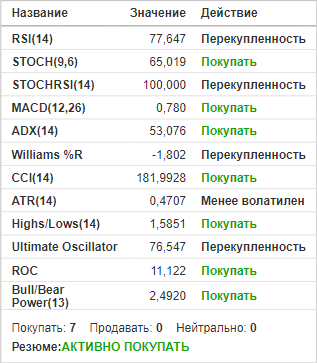 Название Значение Действие
RSI(14) 77,647 Перекупленность
STOCH(9,6) 65,019 Покупать
STOCHRSI(14) 100,000 Перекупленность
MACD(12,26) 0,780 Покупать
ADX(14) 53,076 Покупать
Williams %R -1,802 Перекупленность
CCI(14) 181,9928 Покупать
ATR(14) 0,4707 Менее волатилен
Highs/Lows(14) 1,5851 Покупать
Ultimate Oscillator 76,547 Перекупленность
ROC 11,122 Покупать
Bull/Bear
Power(13) 2,4920 Покупать
Покупать: 7 Продавать: 0 Нейтрально: 0
Резюме:АКТИВНО ПОКУПАТЬ